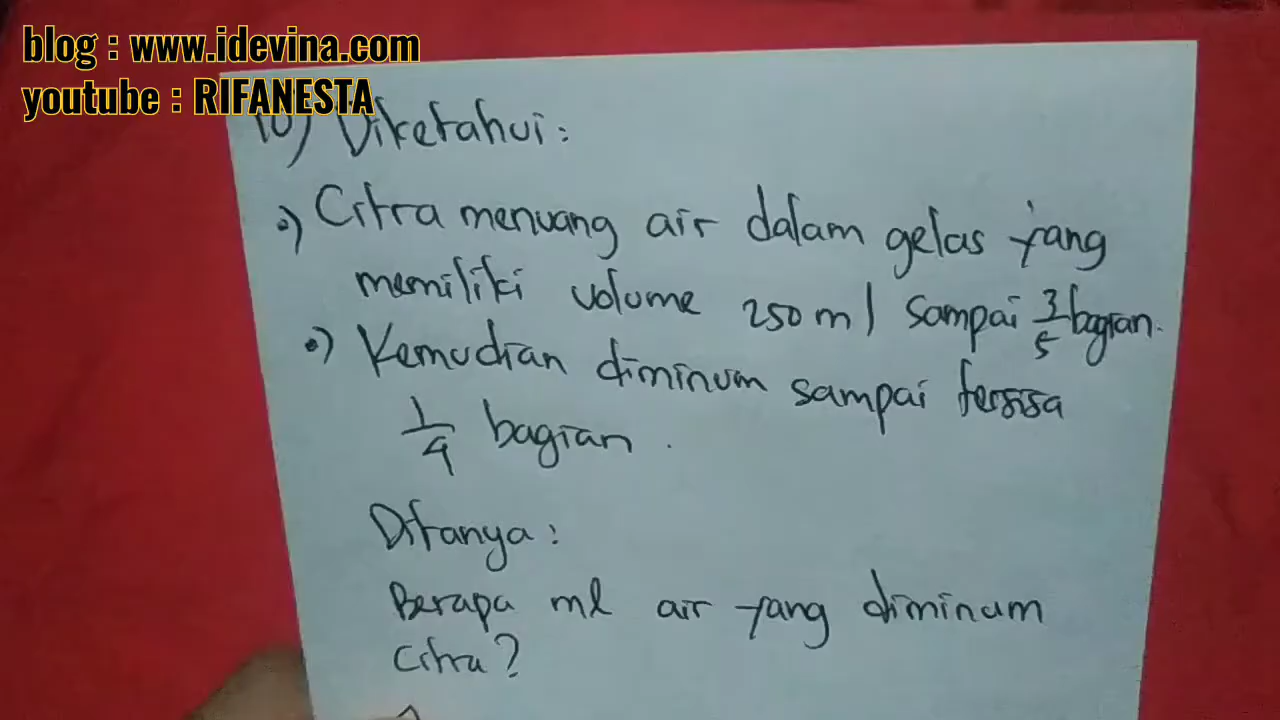 blog : www.idevina.com
youtube : RIFANESTA
10) Diketahui:
•) Citra menuang air dalam gelas yang
memiliki volume 250 ml sampai 3/5 bagian.
•) Kemudian diminum sampai tersisa
1/4 bagian.
Ditanya:
Berapa ml air yang diminum
Citra?